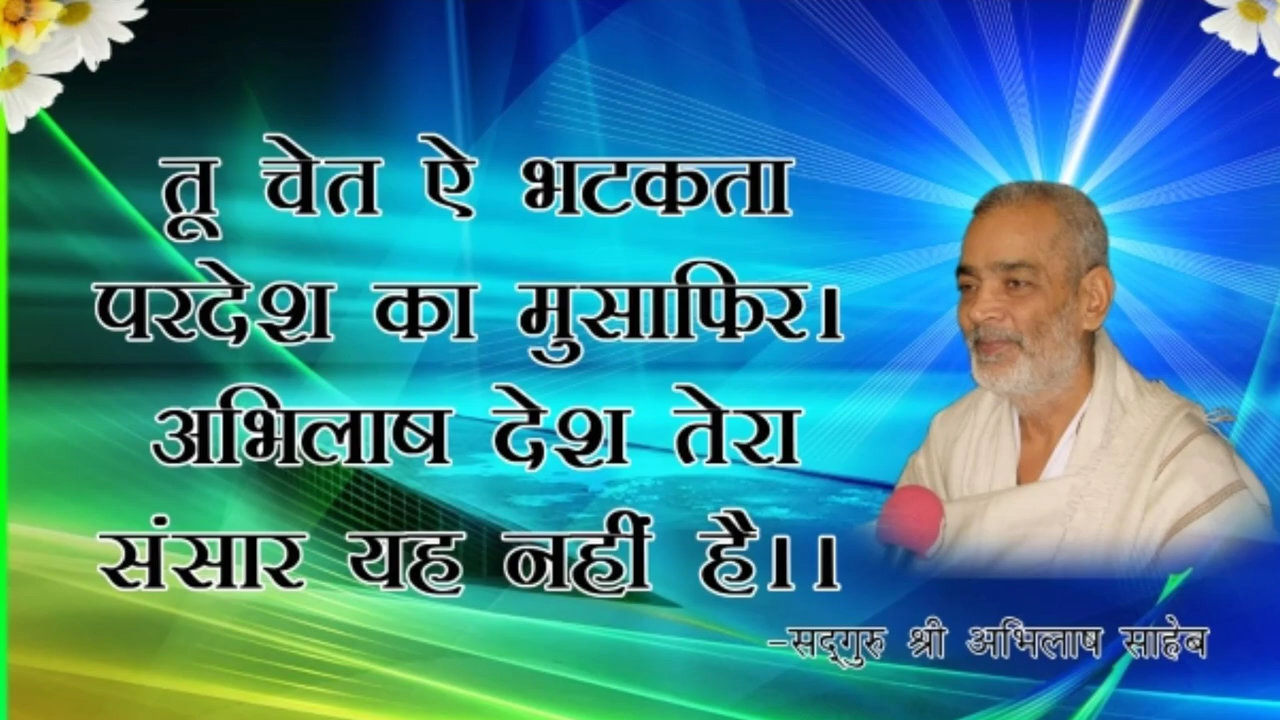 तू चेत ऐ भटकता
परदेश का मुसाफिर।
अभिलाष देश तेरा
संसार यह नहीं है।।
-सद्गुरु श्री अभिलाष साहेब